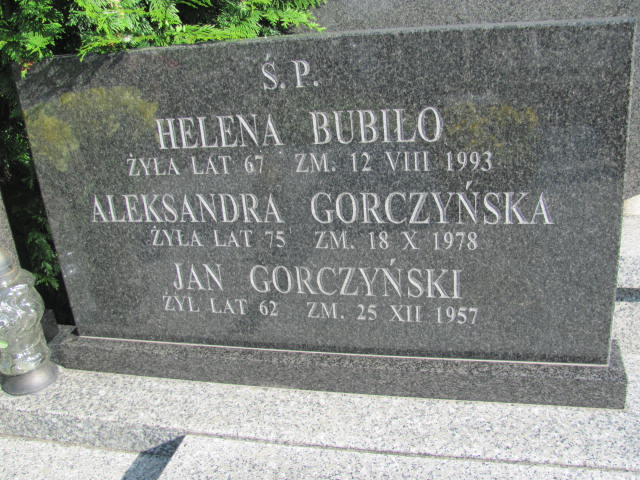 Ś.P.
HELENA BUBIŁO
ŻYŁA LAT 67 ZM. 12 VIII 1993
ALEKSANDRA GORCZYŃSKA
ŻYŁA LAT 75 ZM. 18 X 1978
JAN GORCZYŃSKI
ŻYŁ LAT 62 ZM. 25 XII 1957